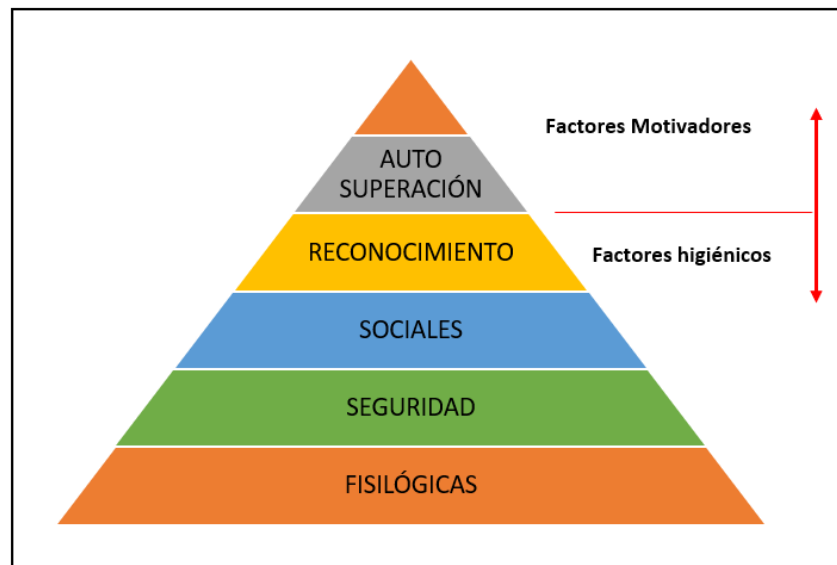 Factores Motivadores
AUTO
SUPERACIÓN
RECONOCIMIENTO
Factores higiénicos
SOCIALES
SEGURIDAD
FISILÓGICAS